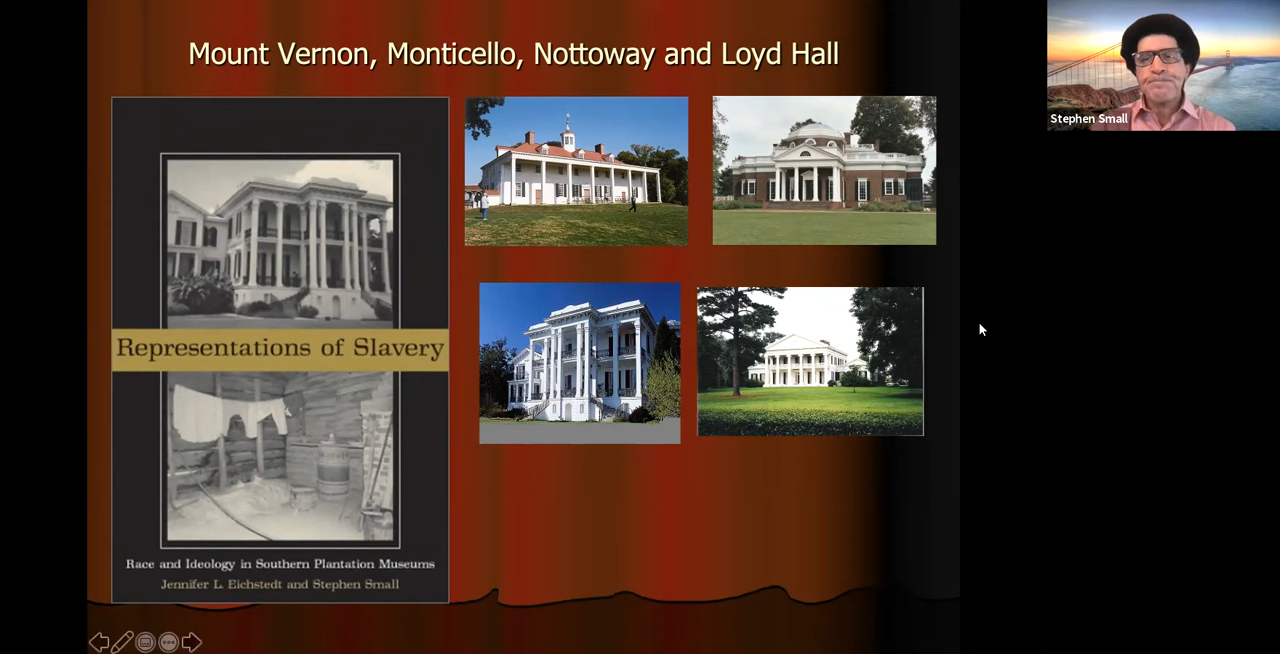 Mount Vernon, Monticello, Nottoway and Loyd Hall
Representations of Slavery
Race and Ideology in Southern Plantation Museums
Jennifer L. Eichstedt and Stephen Small
Stephen Small